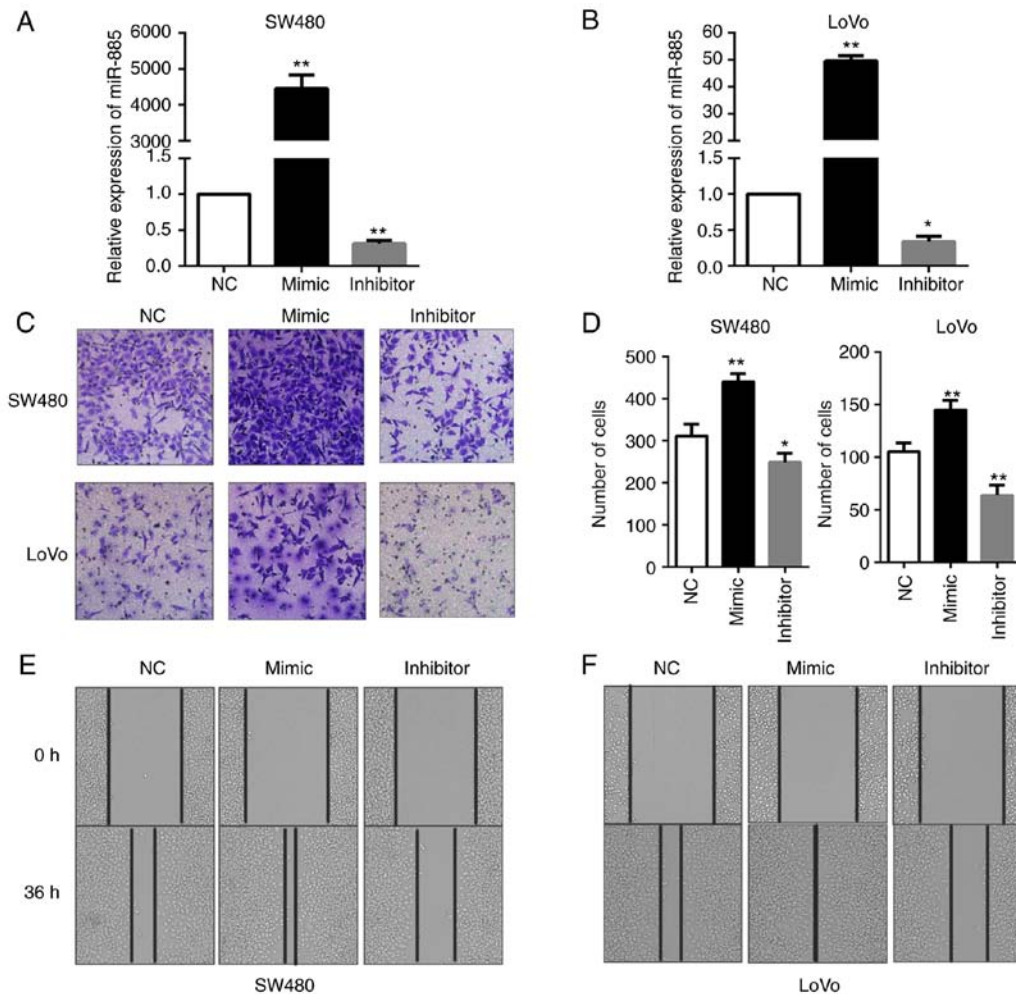 A
SW480
Relative expression of miR-885
6000
5000
4000
3000
1.5
1.0
0.5
0.0
**
**
NC Mimic Inhibitor
B
LoVo
Relative expression of miR-885
60
50
40
30
20
1.5
1.0
0.5
0.0
**
*
NC Mimic Inhibitor
C
NC Mimic Inhibitor
SW480
LoVo
D
SW480
Number of cells
500
400
300
200
100
0
**
*
NC
Mimic
Inhibitor
LoVo
Number of cells
200
150
100
50
0
**
**
NC
Mimic
Inhibitor
E
NC Mimic Inhibitor
0 h
36 h
SW480
F
NC Mimic Inhibitor
LoVo